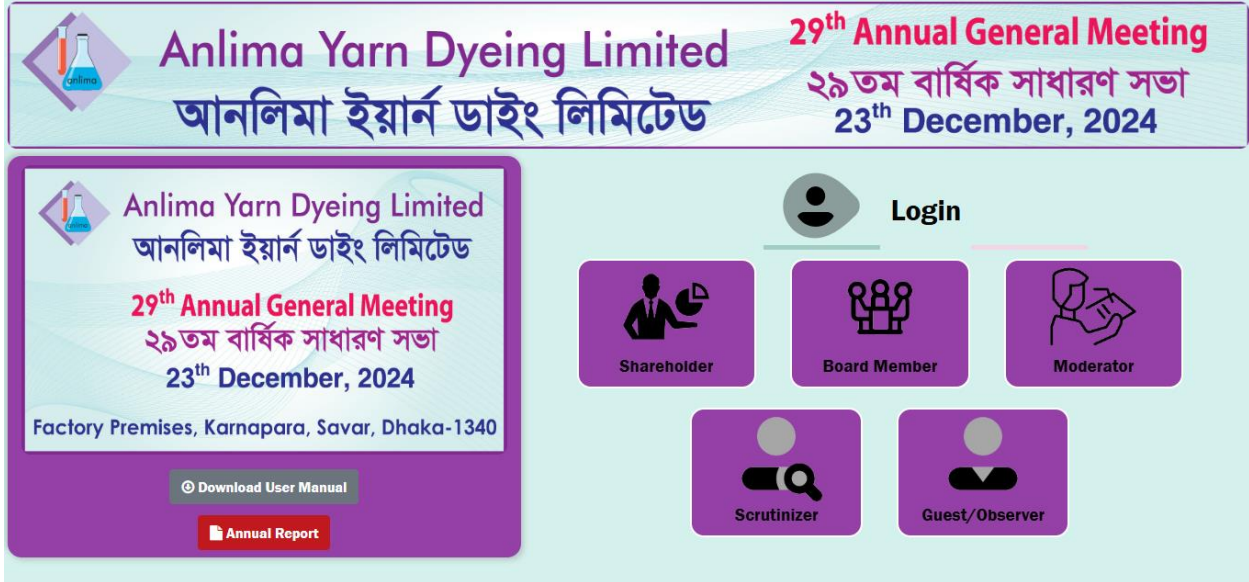 anlima
Anlima Yarn Dyeing Limited
আনলিমা ইয়ার্ন ডাইং লিমিটেড
29th Annual General Meeting
২৯তম বার্ষিক সাধারণ সভা
23th December, 2024
anlima
Anlima Yarn Dyeing Limited
আনলিমা ইয়ার্ন ডাইং লিমিটেড
29th Annual General Meeting
২৯তম বার্ষিক সাধারণ সভা
23th December, 2024
Factory Premises, Karnapara, Savar, Dhaka-1340
Download User Manual
Annual Report
Login
Shareholder
Board Member
Moderator
Scrutinizer
Guest/Observer